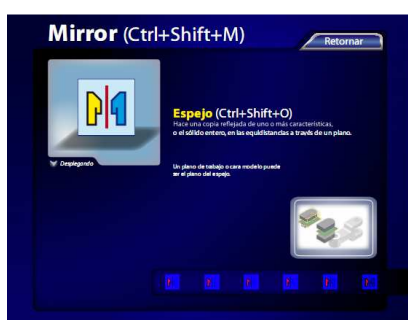 Mirror (Ctrl+Shift+M)
Retornar
Espejo (Ctrl+Shift+O)
Hace una copia reflejada de uno o más características,
o el sólido entero, en las equidistancias a través de un plano.
Desplegando
Un plano de trabajo o cara modelo puede
ser el plano del espejo.